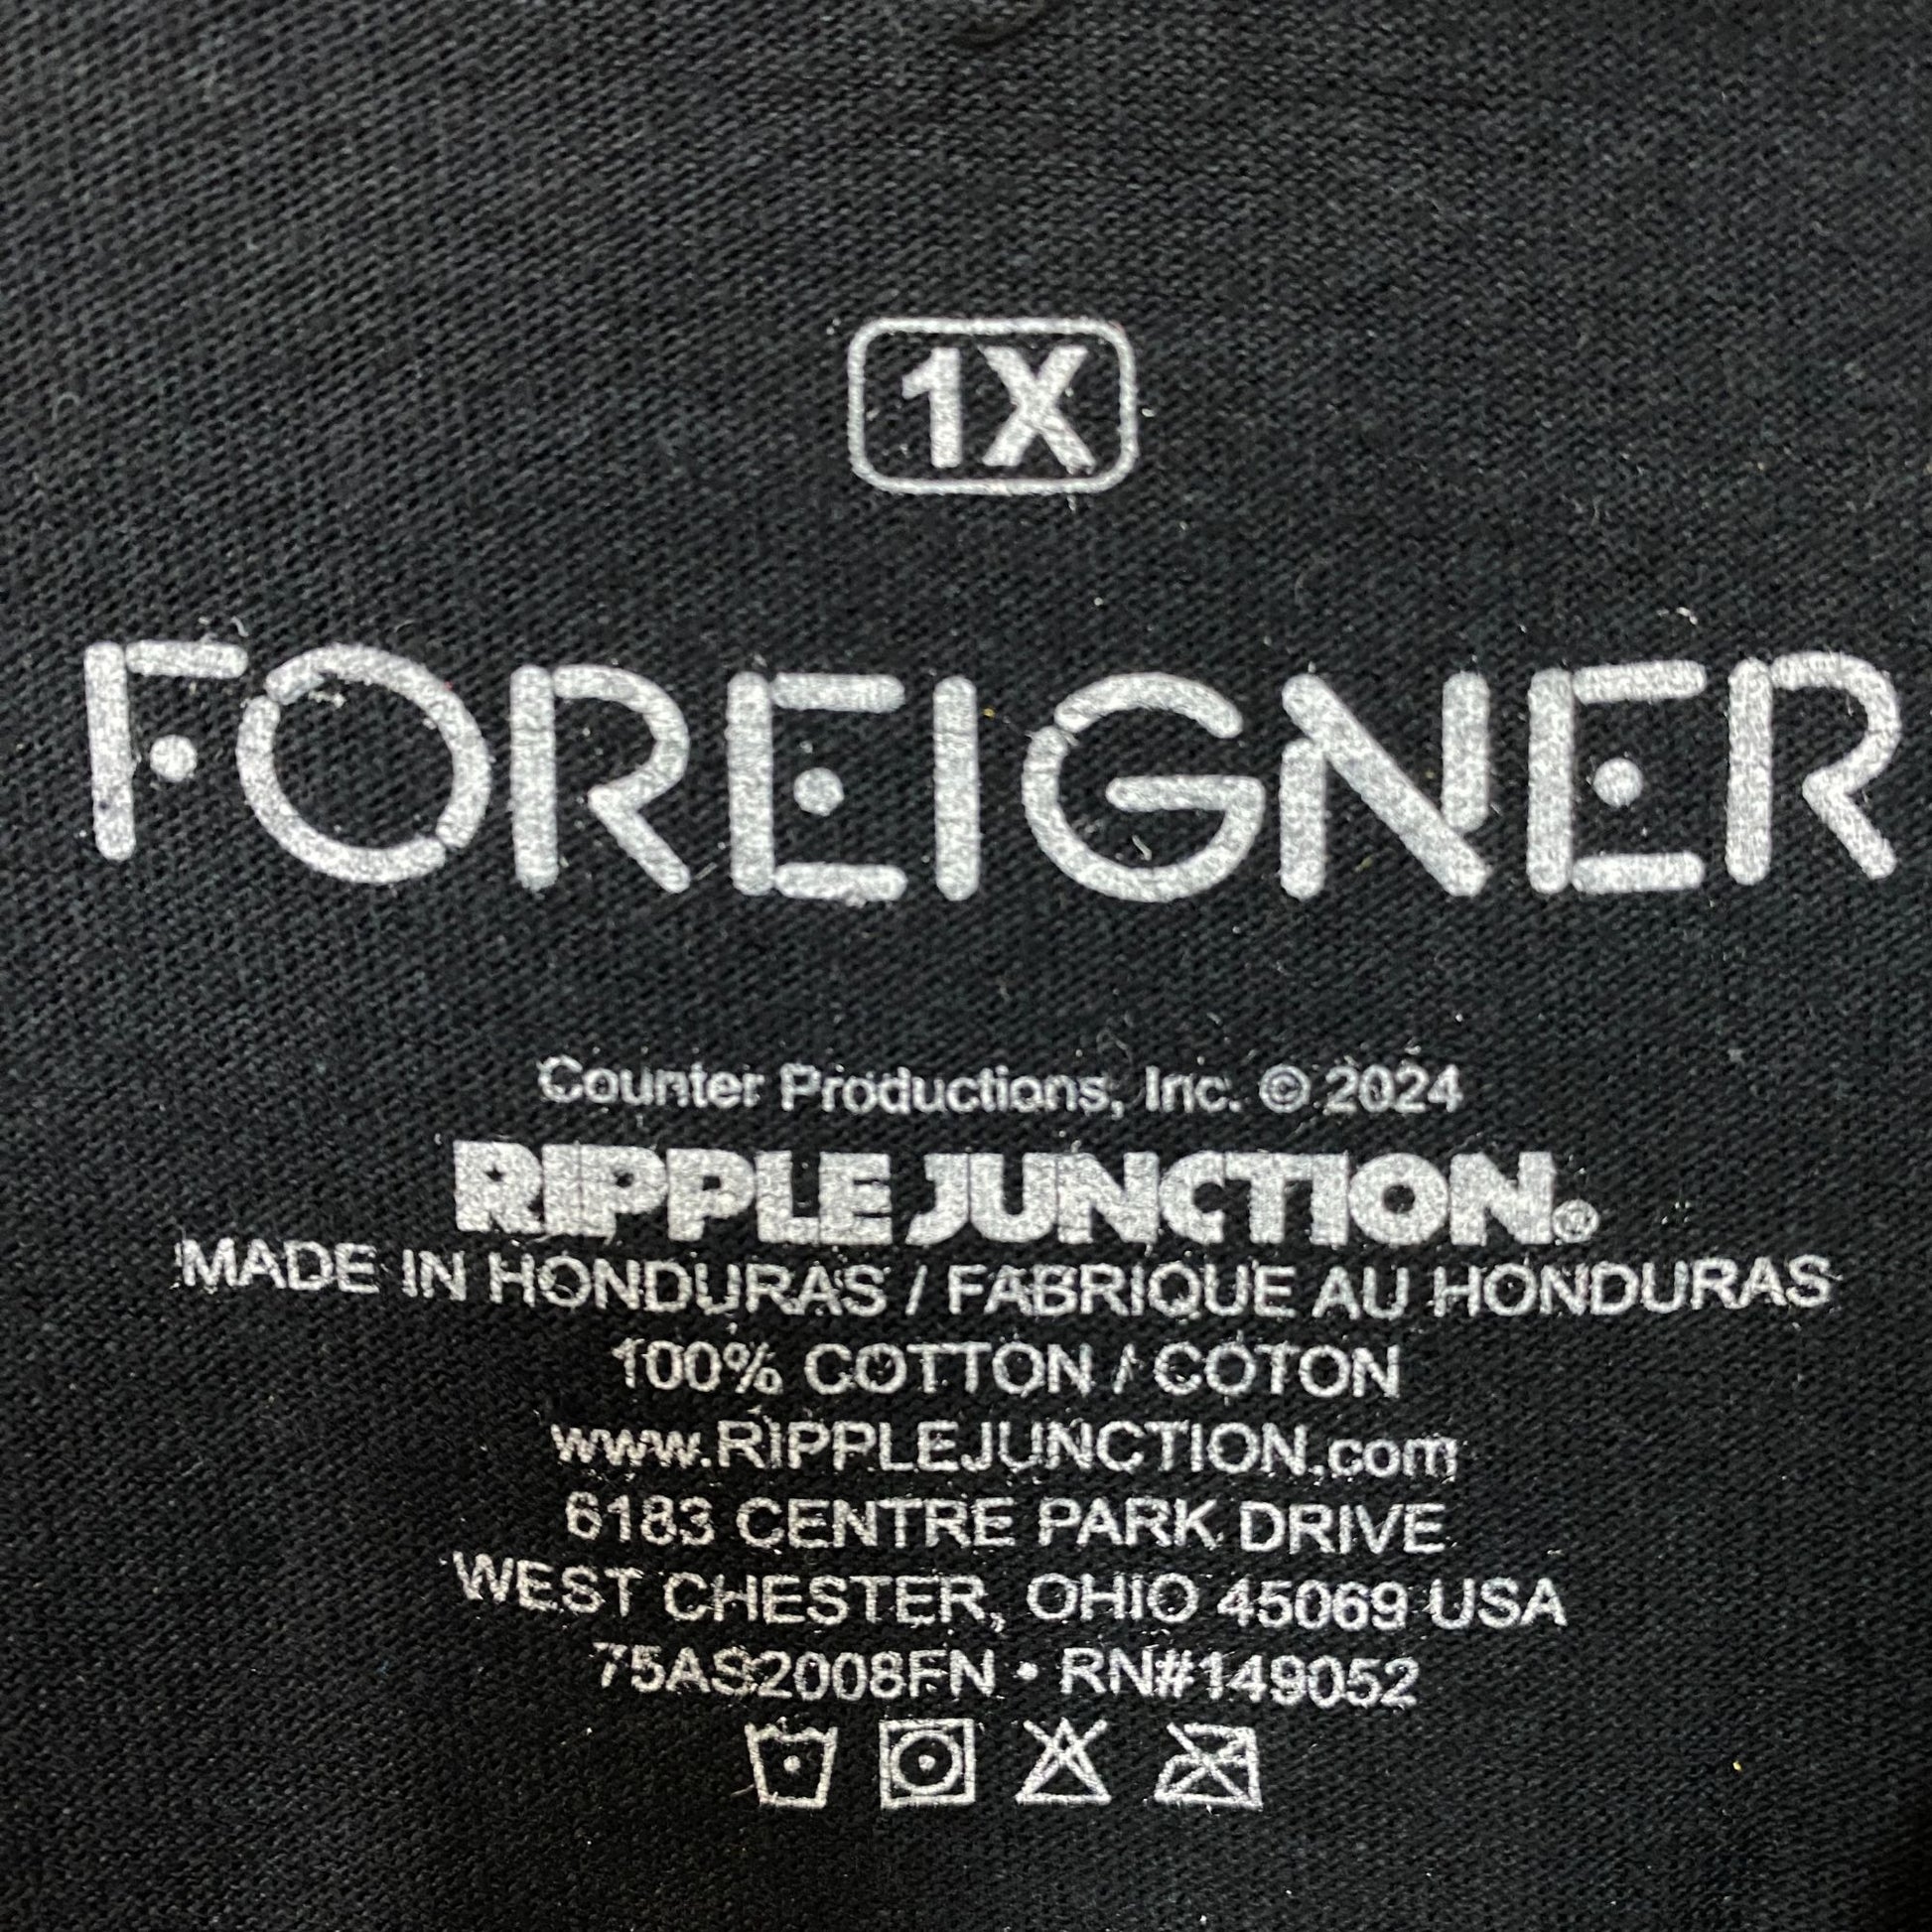 1X
FOREIGNER
Counter Productions, Inc. © 2024
RIPPLE JUNCTION®
MADE IN HONDURAS / FABRIQUE AU HONDURAS
100% COTTON / COTON
www.RIPPLEJUNCTION.com
6183 CENTRE PARK DRIVE
WEST CHESTER, OHIO 45069 USA
75AS2008FN • RN#149052